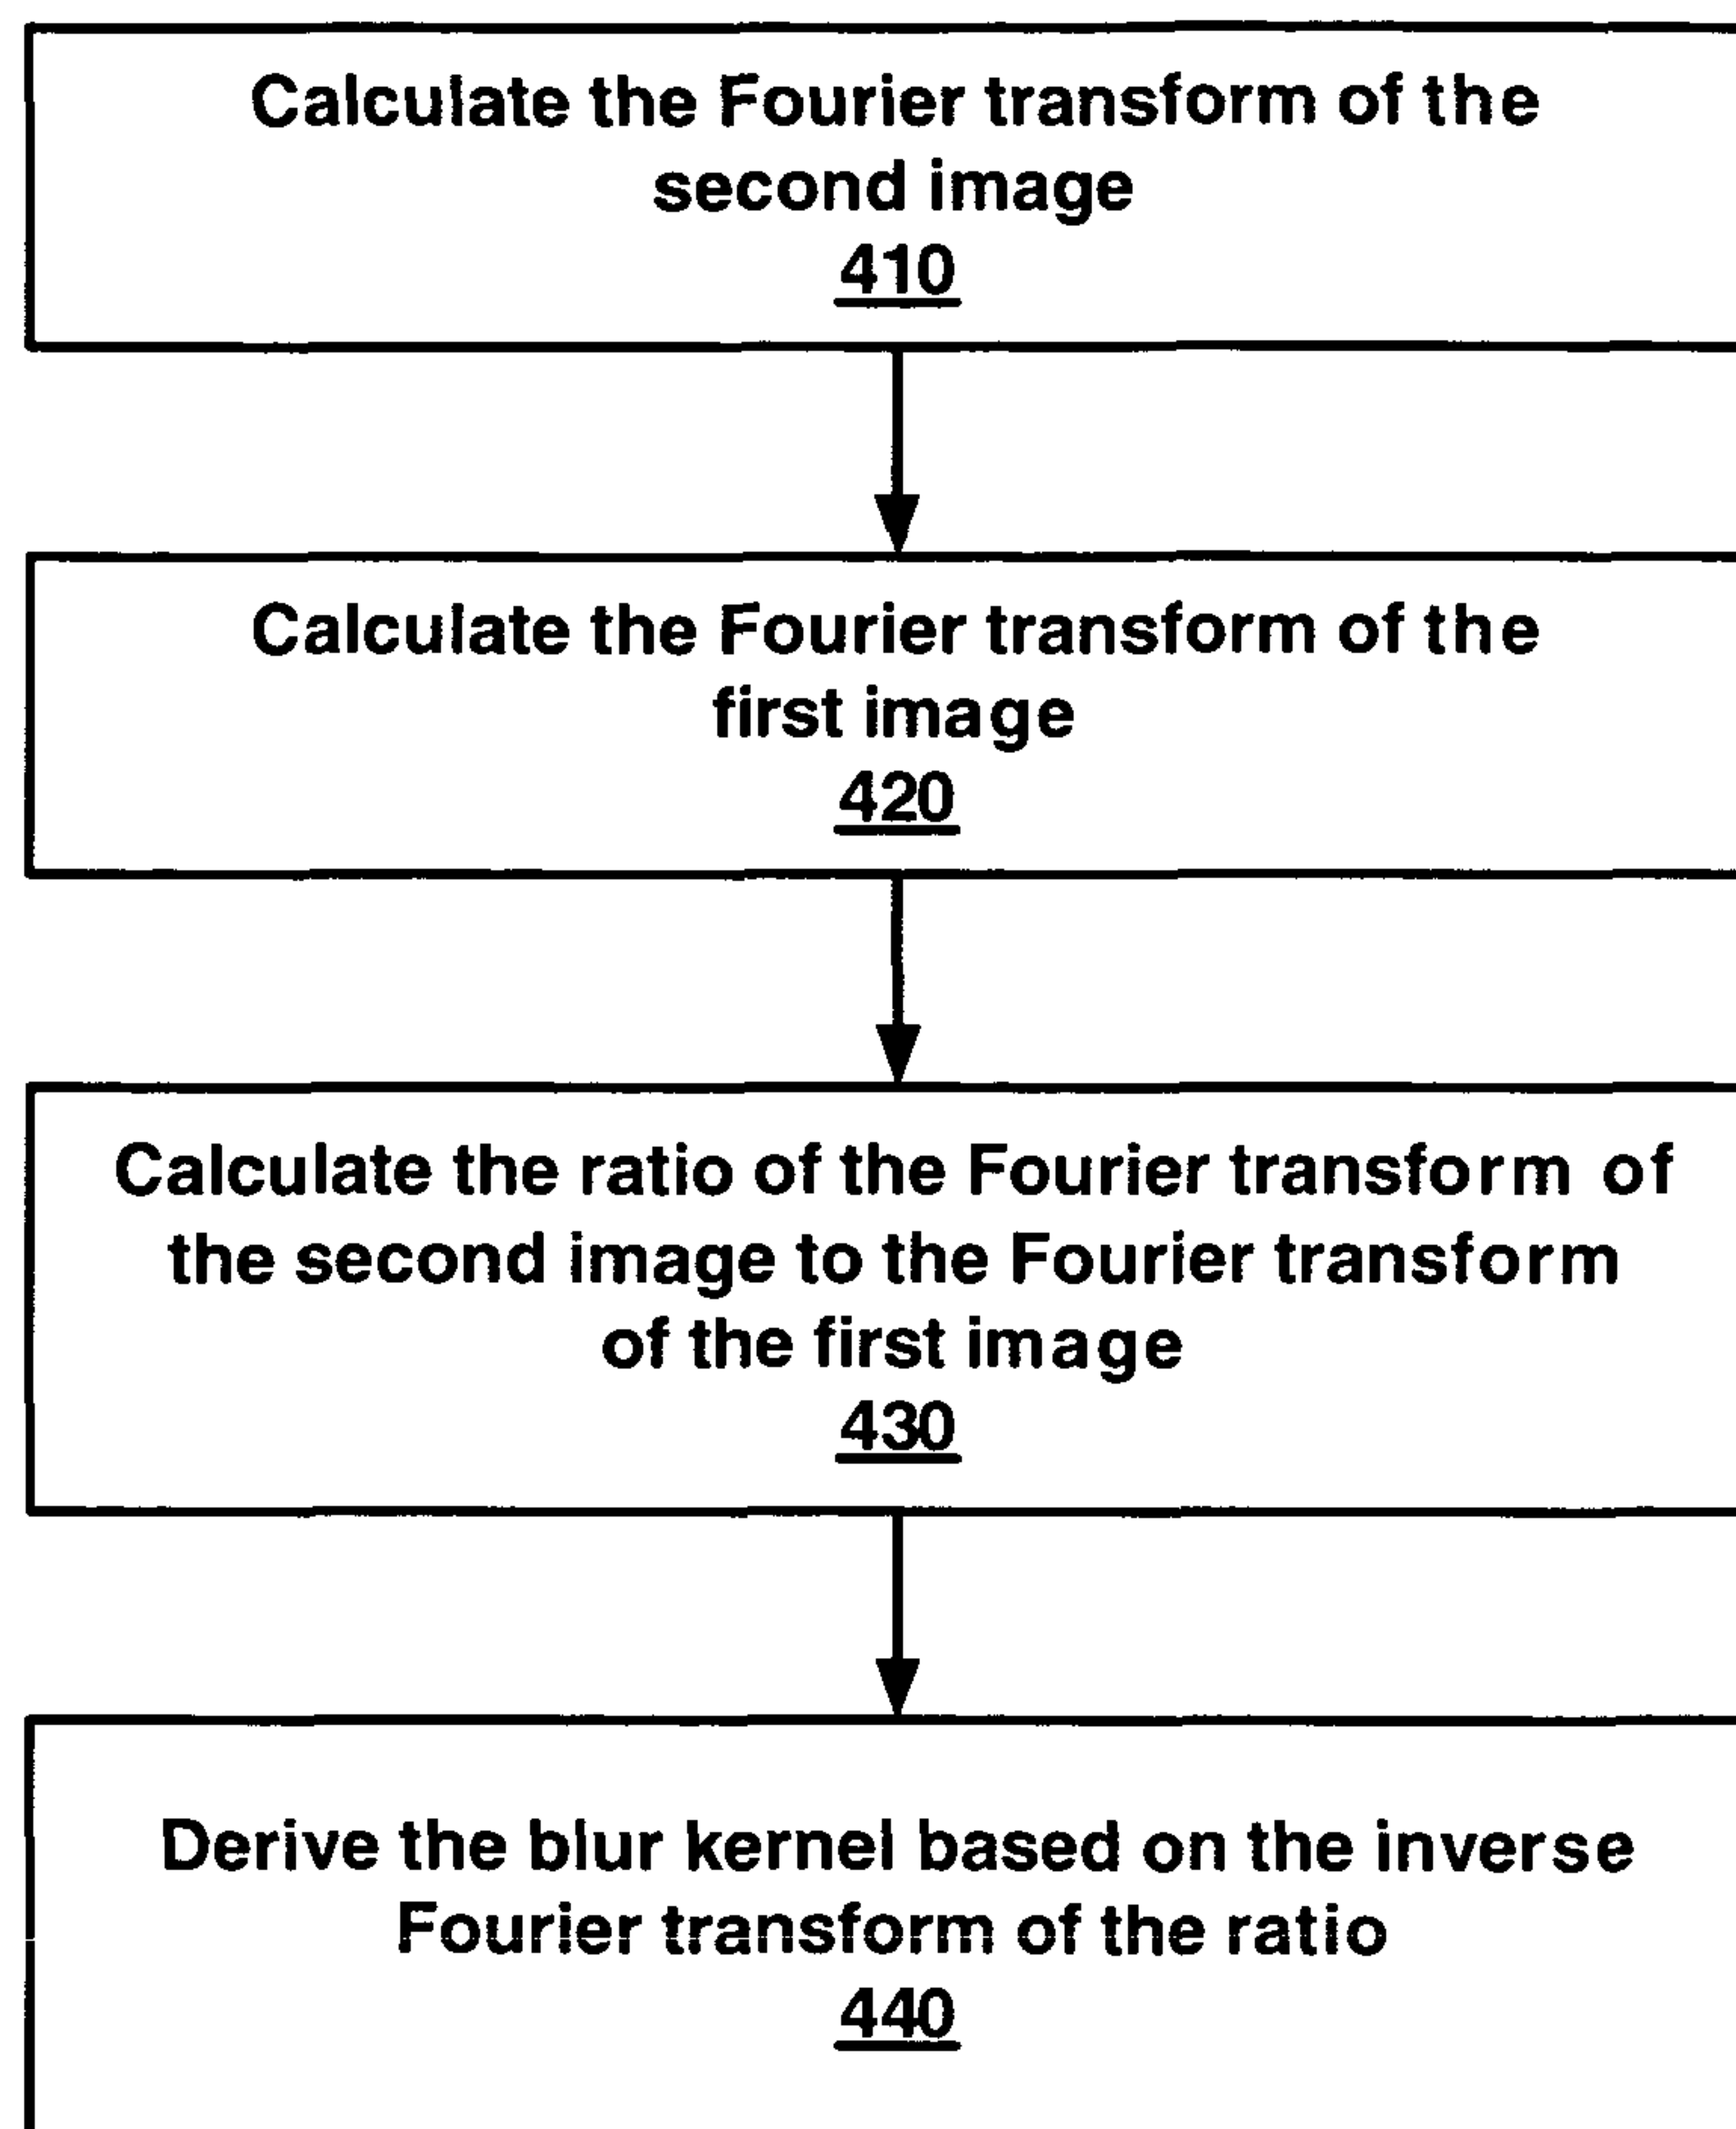 Calculate the Fourier transform of the
second image
410
Calculate the Fourier transform of the
first image
420
Calculate the ratio of the Fourier transform of
the second image to the Fourier transform
of the first image
430
Derive the blur kernel based on the inverse
Fourier transform of the ratio
440